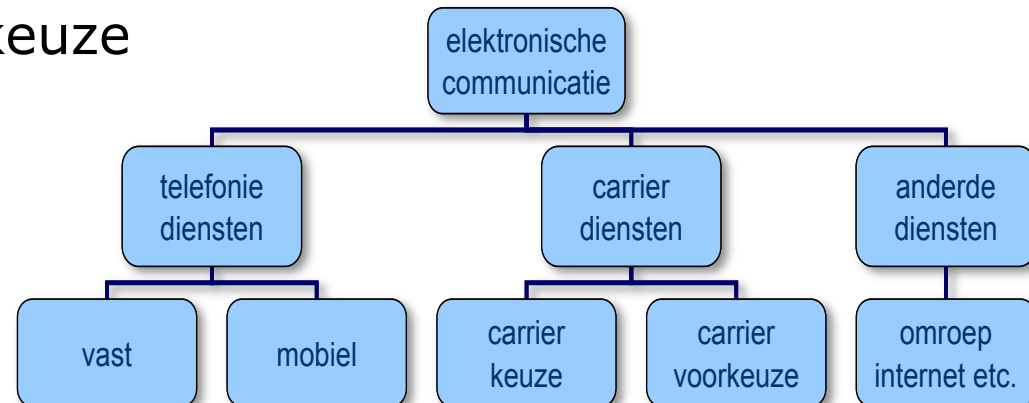 keuze
elektronische
communicatie
telefonie
diensten
carrier
diensten
anderde
diensten
vast
mobiel
carrier
keuze
carrier
voorkeuze
omroep
internet etc.